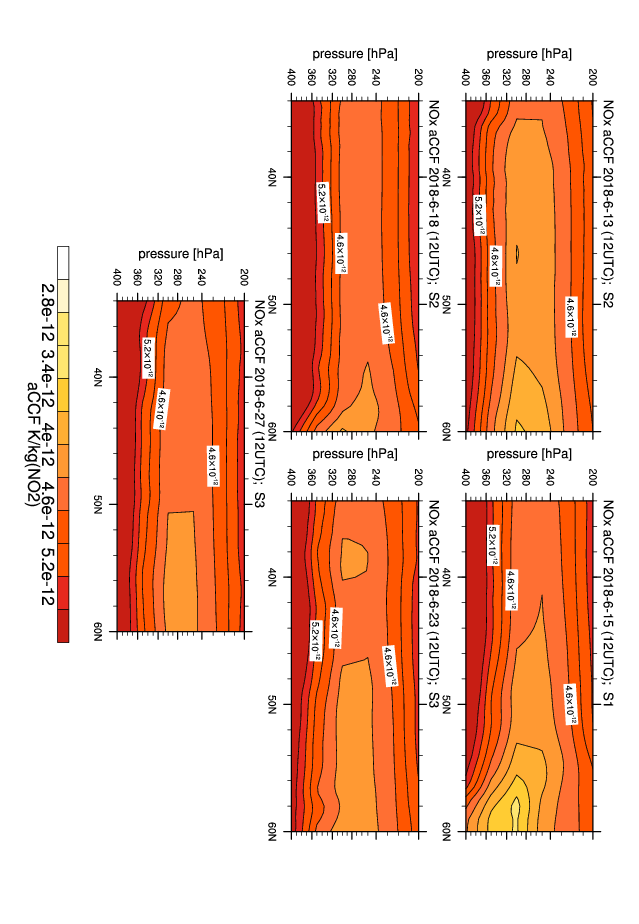 NOx aCCF 2018-6-13 (12UTC);  S2
pressure [hPa]
200
240
280
320
360
400
4.6×10⁻¹²
4.6×10⁻¹²
5.2×10⁻¹²
40N 50N 60N
NOx aCCF 2018-6-15 (12UTC);  S1
pressure [hPa]
200
240
280
320
360
400
4.6×10⁻¹²
4.6×10⁻¹²
5.2×10⁻¹²
40N 50N 60N
NOx aCCF 2018-6-18 (12UTC);  S2
pressure [hPa]
200
240
280
320
360
400
4.6×10⁻¹²
4.6×10⁻¹²
5.2×10⁻¹²
40N 50N 60N
NOx aCCF 2018-6-23 (12UTC);  S3
pressure [hPa]
200
240
280
320
360
400
4.6×10⁻¹²
4.6×10⁻¹²
5.2×10⁻¹²
40N 50N 60N
NOx aCCF 2018-6-27 (12UTC);  S3
pressure [hPa]
200
240
280
320
360
400
4.6×10⁻¹²
4.6×10⁻¹²
5.2×10⁻¹²
40N 50N 60N
2.8e-12 3.4e-12 4e-12 4.6e-12 5.2e-12
aCCF K/kg(NO2)